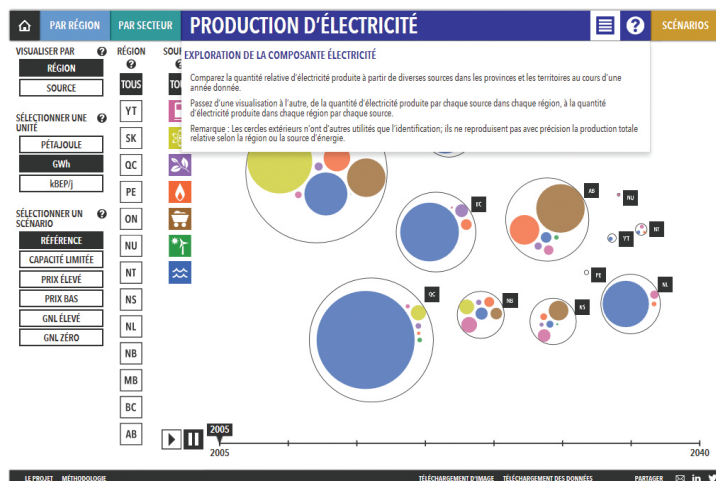 PAR RÉGION
PAR SECTEUR
PRODUCTION D'ÉLECTRICITÉ
?
SCÉNARIOS
VISUALISER PAR ?
RÉGION
SOURCE
SÉLECTIONNER UNE ?
UNITÉ
PÉTAJOULE
GWh
kBEP/j
SÉLECTIONNER UN ?
SCÉNARIO
RÉFÉRENCE
CAPACITÉ LIMITÉE
PRIX ÉLEVÉ
PRIX BAS
GNL ÉLEVÉ
GNL ZÉRO
RÉGION
?
TOUS
YT
SK
QC
PE
ON
NU
NT
NS
NL
NB
MB
BC
AB
SOU
?
TO
EXPLORATION DE LA COMPOSANTE ÉLECTRICITÉ
Comparez la quantité relative d'électricité produite à partir de diverses sources dans les provinces et les territoires au cours d'une
année donnée.
Passez d'une visualisation à l'autre, de la quantité d'électricité produite par chaque source dans chaque région, à la quantité
d'électricité produite dans chaque région par chaque source.
Remarque : Les cercles extérieurs n'ont d'autres utilités que l'identification; ils ne reproduisent pas avec précision la production totale
relative selon la région ou la source d'énergie.
AB
NU
NT
YT
PE
NL
QC
NB
NS
2005
2005
2040
LE PROJET MÉTHODOLOGIE
TÉLÉCHARGEMENT D'IMAGE TÉLÉCHARGEMENT DES DONNÉES
PARTAGER
in